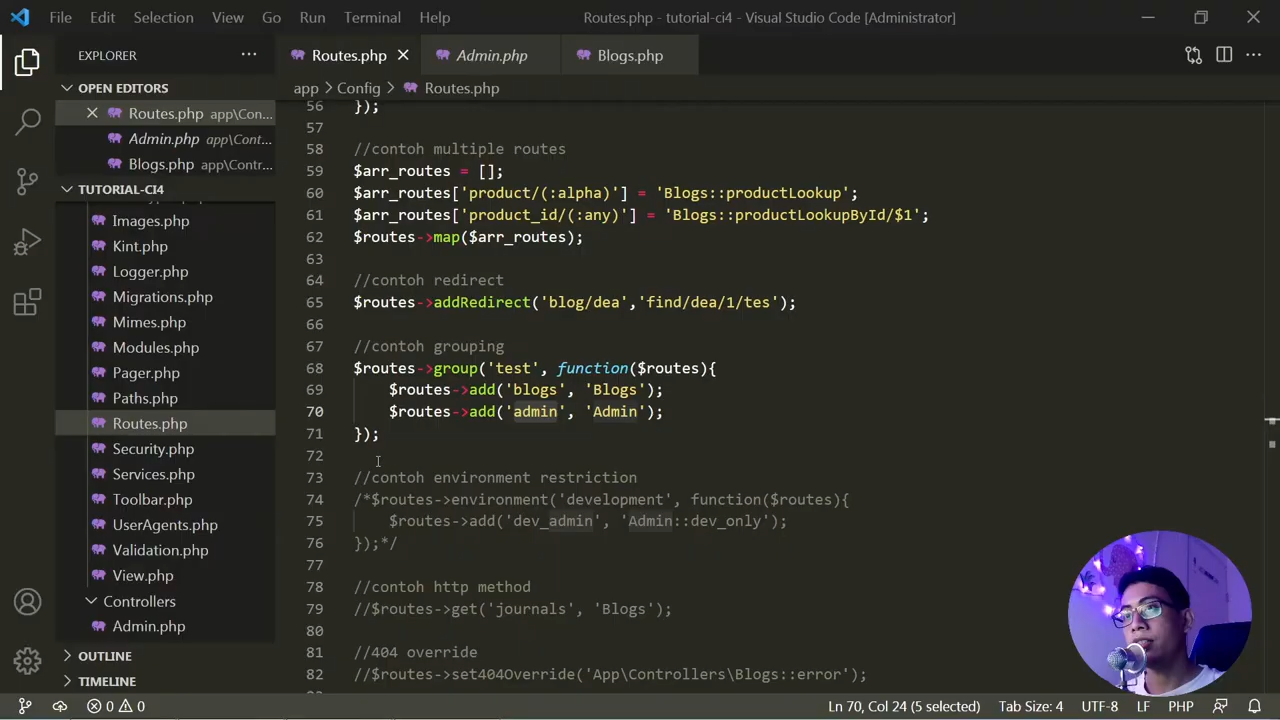 File Edit Selection View Go Run Terminal Help Routes.php - tutorial-ci4 - Visual Studio Code [Administrator]
EXPLORER ··· Routes.php Admin.php Blogs.php ···
OPEN EDITORS
Routes.php app\Con...
Admin.php app\Cont...
Blogs.php app\Contr...
TUTORIAL-CI4
Images.php
Kint.php
Logger.php
Migrations.php
Mimes.php
Modules.php
Pager.php
Paths.php
Routes.php
Security.php
Services.php
Toolbar.php
UserAgents.php
Validation.php
View.php
Controllers
Admin.php
OUTLINE
TIMELINE
app > Config > Routes.php
56 });
57
58 //contoh multiple routes
59 $arr_routes = [];
60 $arr_routes['product/(:alpha)'] = 'Blogs::productLookup';
61 $arr_routes['product_id/(:any)'] = 'Blogs::productLookupById/$1';
62 $routes->map($arr_routes);
63
64 //contoh redirect
65 $routes->addRedirect('blog/dea','find/dea/1/tes');
66
67 //contoh grouping
68 $routes->group('test', function($routes){
69 $routes->add('blogs', 'Blogs');
70 $routes->add('admin', 'Admin');
71 });
72
73 //contoh environment restriction
74 /*$routes->environment('development', function($routes){
75 $routes->add('dev_admin', 'Admin::dev_only');
76 });*/
77
78 //contoh http method
79 //$routes->get('journals', 'Blogs');
80
81 //404 override
82 //$routes->set404Override('App\Controllers\Blogs::error');
0 0 Ln 70, Col 24 (5 selected) Tab Size: 4 UTF-8 LF PHP